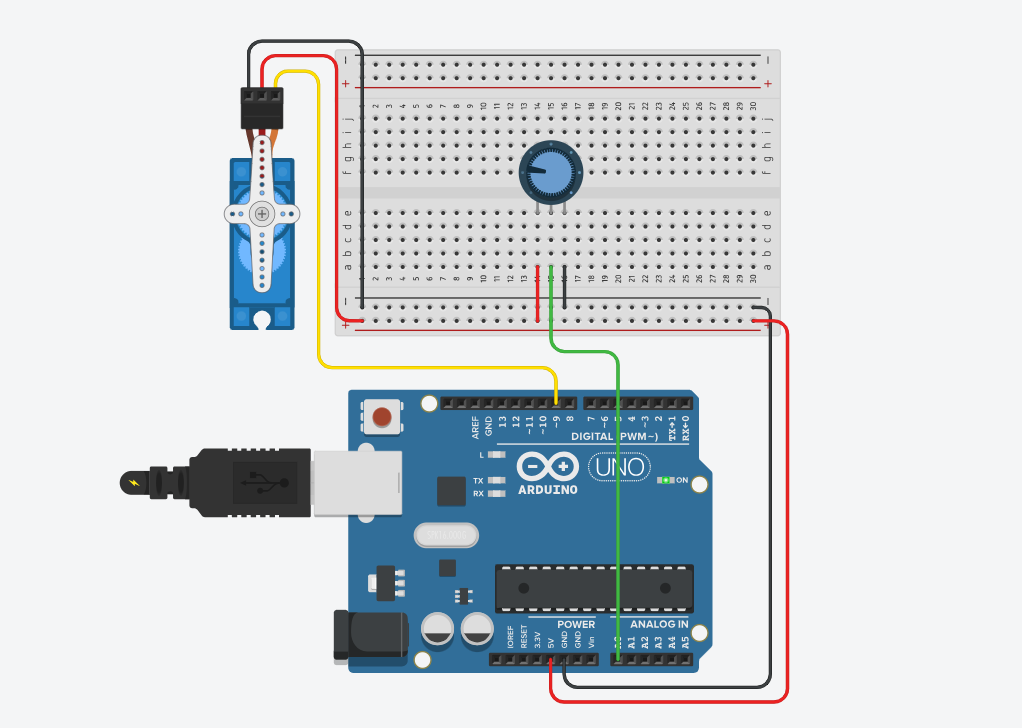 − −
+ +
1 2 3 4 5 6 7 8 9 10 11 12 13 14 15 16 17 18 19 20 21 22 23 24 25 26 27 28 29 30
j j
i i
h h
g g
f f
e e
d d
c c
b b
a a
1 2 3 4 5 6 7 8 9 10 11 12 13 14 15 16 17 18 19 20 21 22 23 24 25 26 27 28 29 30
− −
+ +
AREF GND 13 12 ~11 ~10 ~9 8 7 ~6 ~5 4 ~3 2 TX→1 RX←0
DIGITAL (PWM~)
L
TX
RX
ARDUINO
UNO
ON
POWER ANALOG IN
IOREF RESET 3.3V 5V GND GND Vin A0 A1 A2 A3 A4 A5